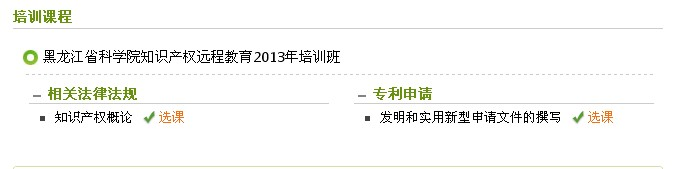 培训课程
黑龙江省科学院知识产权远程教育2013年培训班
相关法律法规
知识产权概论 选课
专利申请
发明和实用新型申请文件的撰写 选课